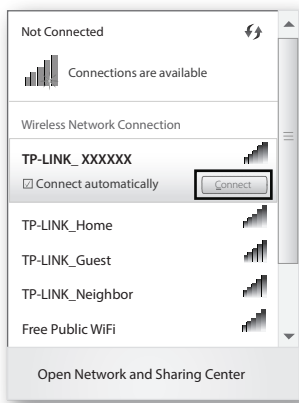 Not Connected
Connections are available
Wireless Network Connection
TP-LINK_ XXXXXX
Connect automatically
Connect
TP-LINK_Home
TP-LINK_Guest
TP-LINK_Neighbor
Free Public WiFi
Open Network and Sharing Center